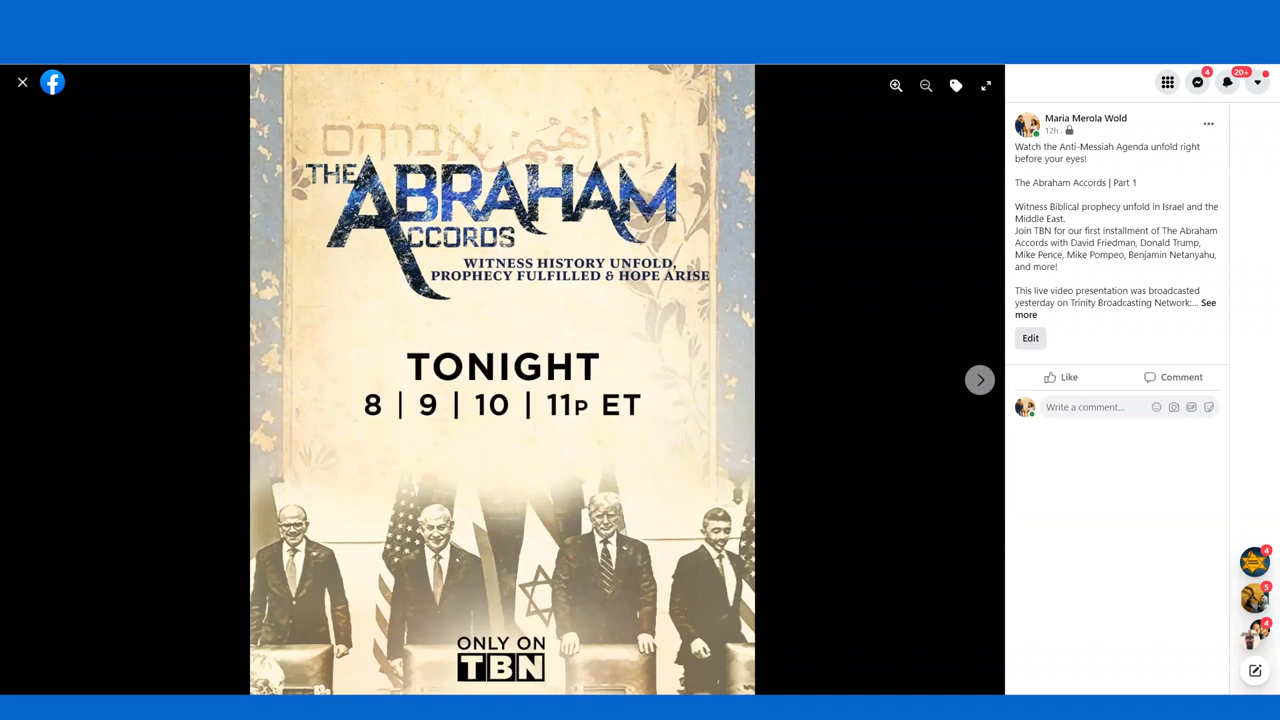 אברהם إبراهيم
THE ABRAHAM
ACCORDS
WITNESS HISTORY UNFOLD,
PROPHECY FULFILLED & HOPE ARISE
TONIGHT
8 | 9 | 10 | 11P ET
ONLY ON
TBN
4
20+
Maria Merola Wold
12h ·
Watch the Anti-Messiah Agenda unfold right
before your eyes!
The Abraham Accords | Part 1
Witness Biblical prophecy unfold in Israel and the
Middle East.
Join TBN for our first installment of The Abraham
Accords with David Friedman, Donald Trump,
Mike Pence, Mike Pompeo, Benjamin Netanyahu,
and more!
This live video presentation was broadcasted
yesterday on Trinity Broadcasting Network:... See
more
Edit
Like Comment
Write a comment...
GIF
4
5
4